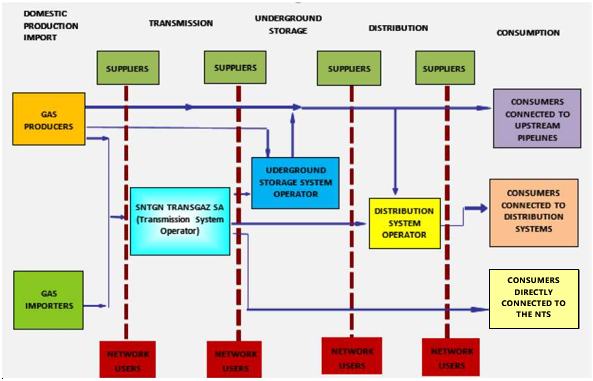 DOMESTIC
PRODUCTION
IMPORT
TRANSMISSION
UNDERGROUND
STORAGE
DISTRIBUTION
CONSUMPTION
SUPPLIERS
SUPPLIERS
SUPPLIERS
SUPPLIERS
GAS
PRODUCERS
CONSUMERS
CONNECTED TO
UPSTREAM
PIPELINES
UDERGROUND
STORAGE SYSTEM
OPERATOR
SNTGN TRANSGAZ SA
(Transmission System
Operator)
DISTRIBUTION
SYSTEM
OPERATOR
CONSUMERS
CONNECTED TO
DISTRIBUTION
SYSTEMS
GAS
IMPORTERS
CONSUMERS
DIRECTLY
CONNECTED TO
THE NTS
NETWORK
USERS
NETWORK
USERS
NETWORK
USERS
NETWORK
USERS